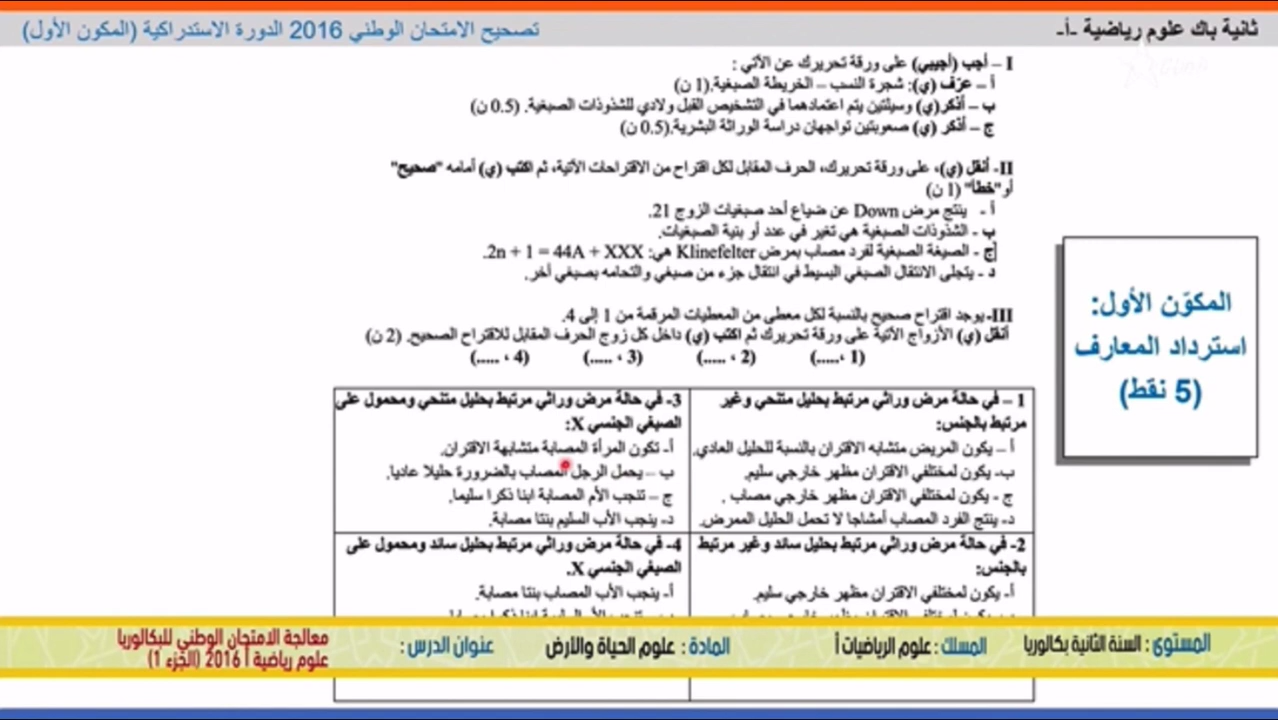 ثانية باك علوم رياضية -أ-
تصحيح الامتحان الوطني 2016 الدورة الاستدراكية (المكون الأول)
I – أجب (أجيبي) على ورقة تحريرك عن الآتي :
أ – عرّف (ي): شجرة النسب – الخريطة الصبغية.(1 ن)
ب – أذكر(ي) وسيلتين يتم اعتمادهما في التشخيص القبل ولادي للشذوذات الصبغية. (0.5 ن)
ج – أذكر (ي) صعوبتين تواجهان دراسة الوراثة البشرية.(0.5 ن)
II- أنقل (ي)، على ورقة تحريرك، الحرف المقابل لكل اقتراح من الاقتراحات الآتية، ثم اكتب (ي) أمامه "صحيح"
أو"خطأ" (1 ن)
أ - ينتج مرض Down عن ضياع أحد صبغيات الزوج 21.
ب - الشذوذات الصبغية هي تغير في عدد أو بنية الصبغيات.
ج - الصيغة الصبغية لفرد مصاب بمرض Klinefelter هي: 2n + 1 = 44A + XXX.
د - يتجلى الانتقال الصبغي البسيط في انتقال جزء من صبغي والتحامه بصبغي آخر.
III-يوجد اقتراح صحيح بالنسبة لكل معطى من المعطيات المرقمة من 1 إلى 4.
أنقل (ي) الأزواج الآتية على ورقة تحريرك ثم اكتب (ي) داخل كل زوج الحرف المقابل للاقتراح الصحيح. (2 ن)
(1 ،.....) (2 ، .....) (3 ، .....) (4 ، .....)
1 – في حالة مرض وراثي مرتبط بحليل متنحي وغير
مرتبط بالجنس:
أ – يكون المريض متشابه الاقتران بالنسبة للحليل العادي.
ب- يكون لمختلفي الاقتران مظهر خارجي سليم.
ج - يكون لمختلفي الاقتران مظهر خارجي مصاب .
د- ينتج الفرد المصاب أمشاجا لا تحمل الحليل الممرض.
3- في حالة مرض وراثي مرتبط بحليل متنحي ومحمول على
الصبغي الجنسي X:
أ- تكون المرأة المصابة متشابهة الاقتران.
ب – يحمل الرجل المصاب بالضرورة حليلا عاديا.
ج – تنجب الأم المصابة ابنا ذكرا سليما.
د- ينجب الأب السليم بنتا مصابة.
2- في حالة مرض وراثي مرتبط بحليل سائد وغير مرتبط
بالجنس:
أ- يكون لمختلفي الاقتران مظهر خارجي سليم.
4- في حالة مرض وراثي مرتبط بحليل سائد ومحمول على
الصبغي الجنسي X.
أ- ينجب الأب المصاب بنتا مصابة.
المكوّن الأول:
استرداد المعارف
(5 نقط)
المستوى : السنة الثانية بكالوريا
المسلك : علوم الرياضيات أ
المادة : علوم الحياة والأرض
عنوان الدرس :
معالجة الامتحان الوطني للبكالوريا
علوم رياضية أ 2016 (الجزء 1)